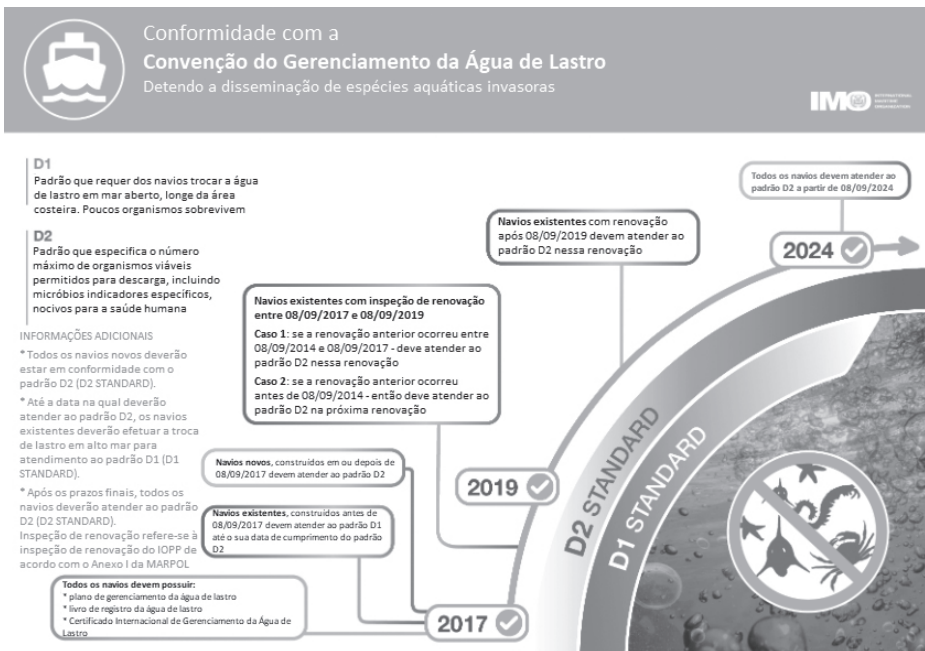 Conformidade com a
Convenção do Gerenciamento da Água de Lastro
Detendo a disseminação de espécies aquáticas invasoras
IMO INTERNATIONAL
MARITIME
ORGANIZATION
D1
Padrão que requer dos navios trocar a água
de lastro em mar aberto, longe da área
costeira. Poucos organismos sobrevivem
D2
Padrão que especifica o número
máximo de organismos viáveis
permitidos para descarga, incluindo
micróbios indicadores específicos,
nocivos para a saúde humana
INFORMAÇÕES ADICIONAIS
* Todos os navios novos deverão
estar em conformidade com o
padrão D2 (D2 STANDARD).
* Até a data na qual deverão
atender ao padrão D2, os navios
existentes deverão efetuar a troca
de lastro em alto mar para
atendimento ao padrão D1 (D1
STANDARD).
* Após os prazos finais, todos os
navios deverão atender ao padrão
D2 (D2 STANDARD).
Inspeção de renovação refere-se à
inspeção de renovação do IOPP de
acordo com o Anexo I da MARPOL
Todos os navios devem atender ao
padrão D2 a partir de 08/09/2024
2024
Navios existentes com renovação
após 08/09/2019 devem atender ao
padrão D2 nessa renovação
Navios existentes com inspeção de renovação
entre 08/09/2017 e 08/09/2019
Caso 1: se a renovação anterior ocorreu entre
08/09/2014 e 08/09/2017 - deve atender ao
padrão D2 nessa renovação
Caso 2: se a renovação anterior ocorreu
antes de 08/09/2014 - então deve atender ao
padrão D2 na próxima renovação
2019
Navios novos, construídos em ou depois de
08/09/2017 devem atender ao padrão D2
Navios existentes, construídos antes de
08/09/2017 devem atender ao padrão D1
até o sua data de cumprimento do padrão
D2
Todos os navios devem possuir:
* plano de gerenciamento da água de lastro
* livro de registro da água de lastro
* Certificado Internacional de Gerenciamento da Água de
Lastro
2017
D2 STANDARD
D1 STANDARD